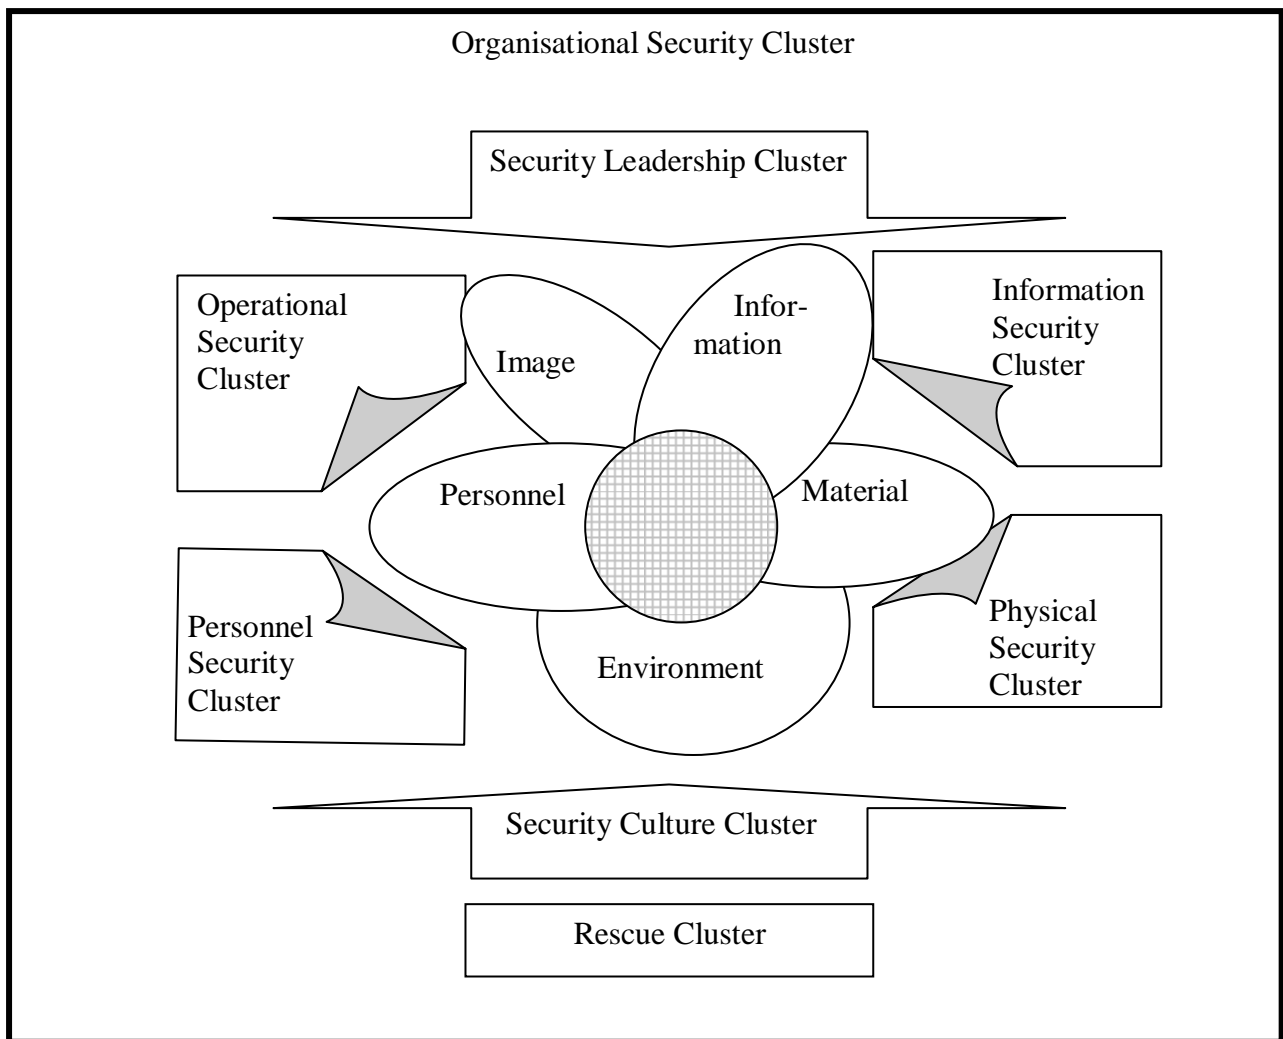 Organisational Security Cluster
Security Leadership Cluster
Operational
Security
Cluster
Image
Infor-
mation
Information
Security
Cluster
Personnel
Material
Personnel
Security
Cluster
Environment
Physical
Security
Cluster
Security Culture Cluster
Rescue Cluster